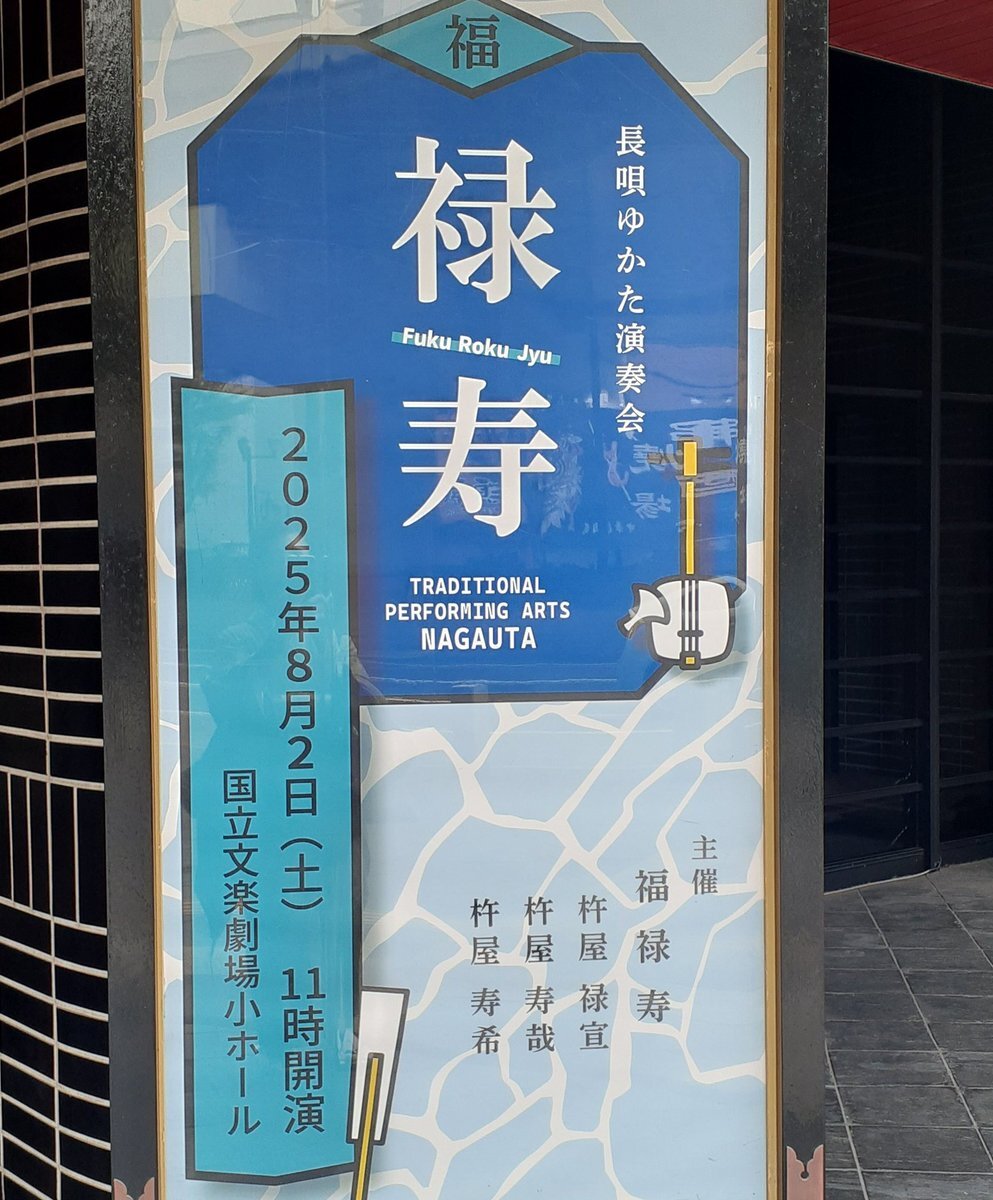 長唄ゆかた演奏会
福
禄
Fuku Roku Jyu
寿
TRADITIONAL
PERFORMING ARTS
NAGAUTA
2025年8月2日（土） 11時開演
国立文楽劇場小ホール
主催
福禄 寿
杵屋 禄宣
杵屋 寿哉
杵屋 寿希